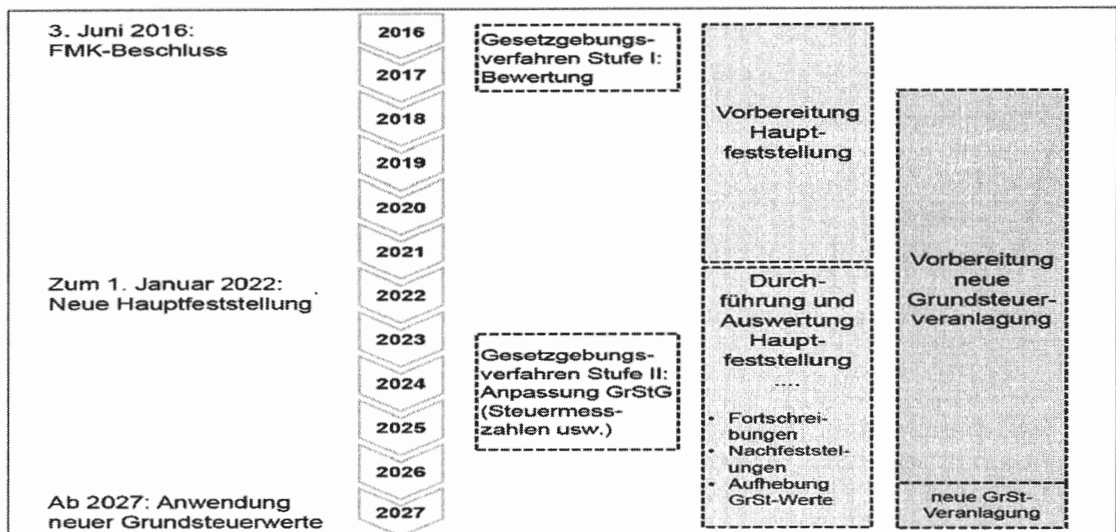 3. Juni 2016:
FMK-Beschluss
Zum 1. Januar 2022:
Neue Hauptfeststellung
Ab 2027: Anwendung
neuer Grundsteuerwerte
2016
2017
2018
2019
2020
2021
2022
2023
2024
2025
2026
2027
Gesetzgebungs-
verfahren Stufe I:
Bewertung
Gesetzgebungs-
verfahren Stufe II:
Anpassung GrStG
(Steuermess-
zahlen usw.)
Vorbereitung
Haupt-
feststellung
Durch-
führung und
Auswertung
Haupt-
feststellung
....
• Fortschrei-
bungen
• Nachfeststel-
lungen
• Aufhebung
GrSt-Werte
Vorbereitung
neue
Grundsteuer-
veranlagung
neue GrSt-
Veranlagung